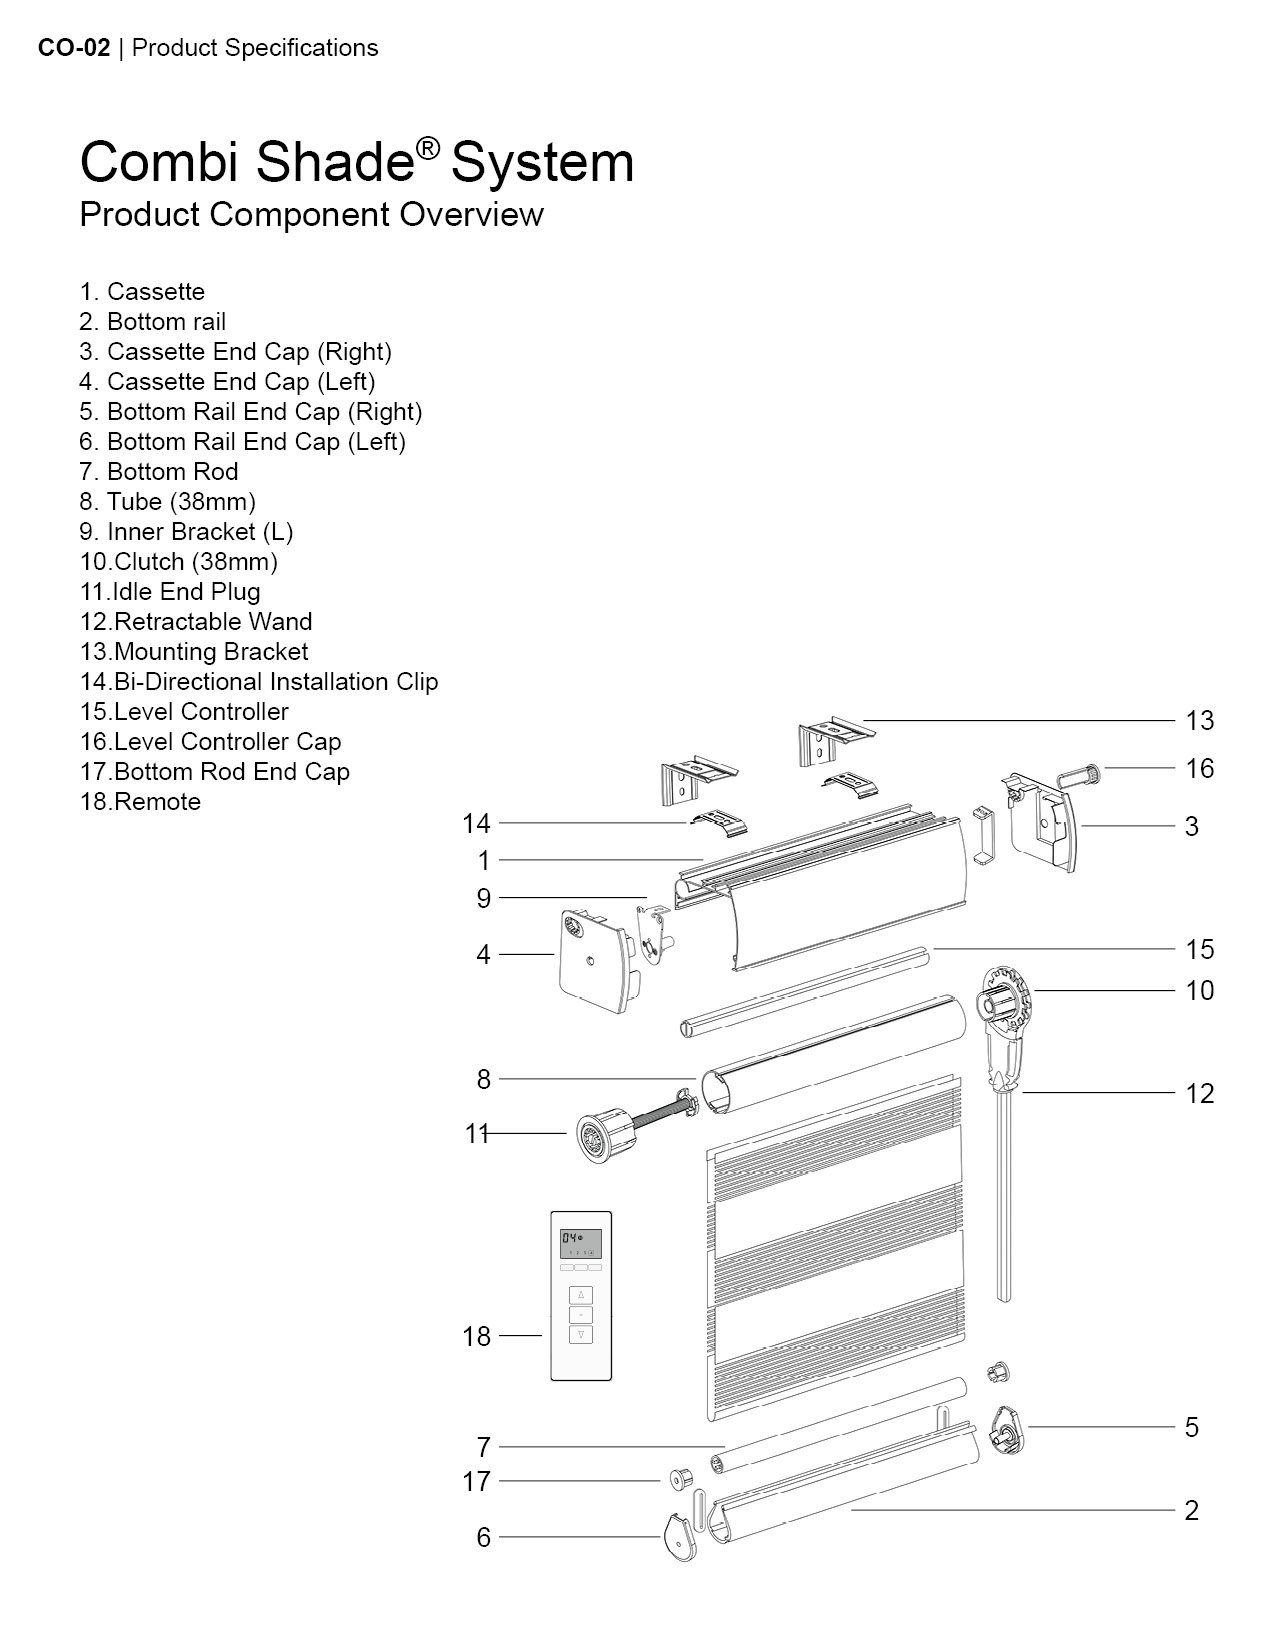 CO-02 | Product Specifications
Combi Shade® System
Product Component Overview
1. Cassette
2. Bottom rail
3. Cassette End Cap (Right)
4. Cassette End Cap (Left)
5. Bottom Rail End Cap (Right)
6. Bottom Rail End Cap (Left)
7. Bottom Rod
8. Tube (38mm)
9. Inner Bracket (L)
10.Clutch (38mm)
11.Idle End Plug
12.Retractable Wand
13.Mounting Bracket
14.Bi-Directional Installation Clip
15.Level Controller
16.Level Controller Cap
17.Bottom Rod End Cap
18.Remote
13
16
14
3
1
9
4
15
10
8
12
11
04
18
5
7
17
2
6